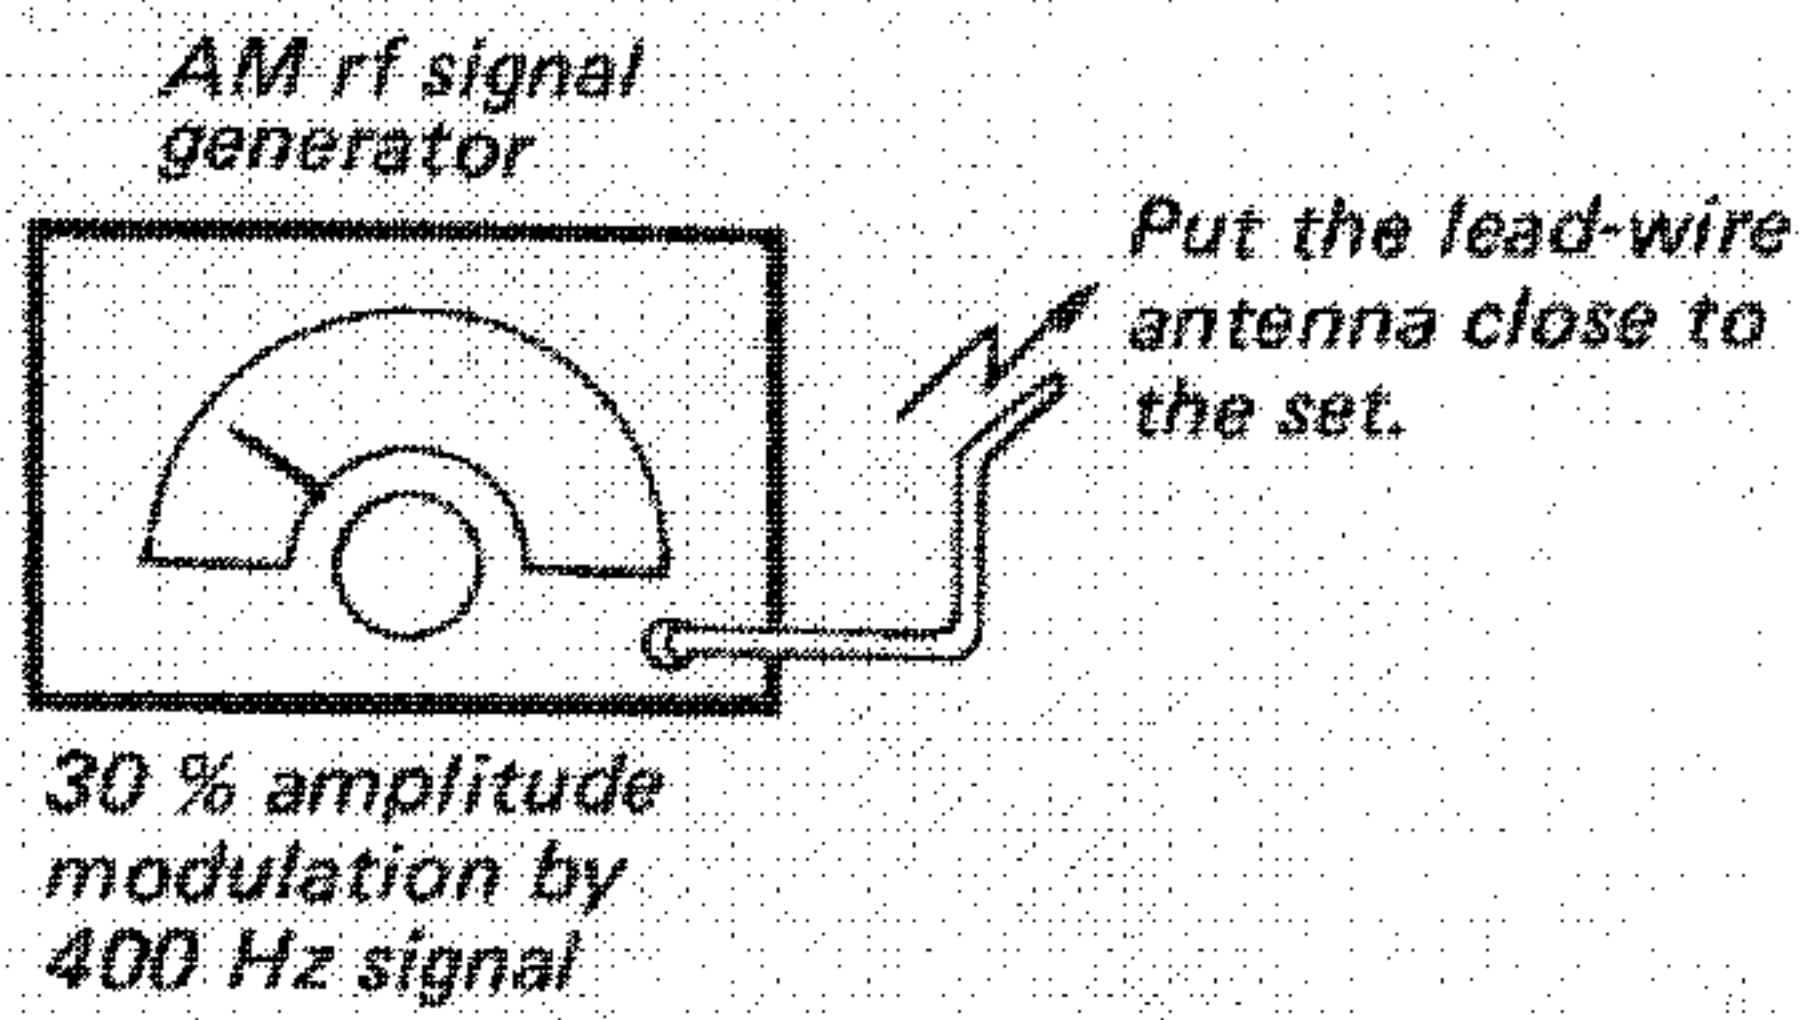 AM rf signal
generator
Put the lead-wire
antenna close to
the set.
30 % amplitude
modulation by
400 Hz signal